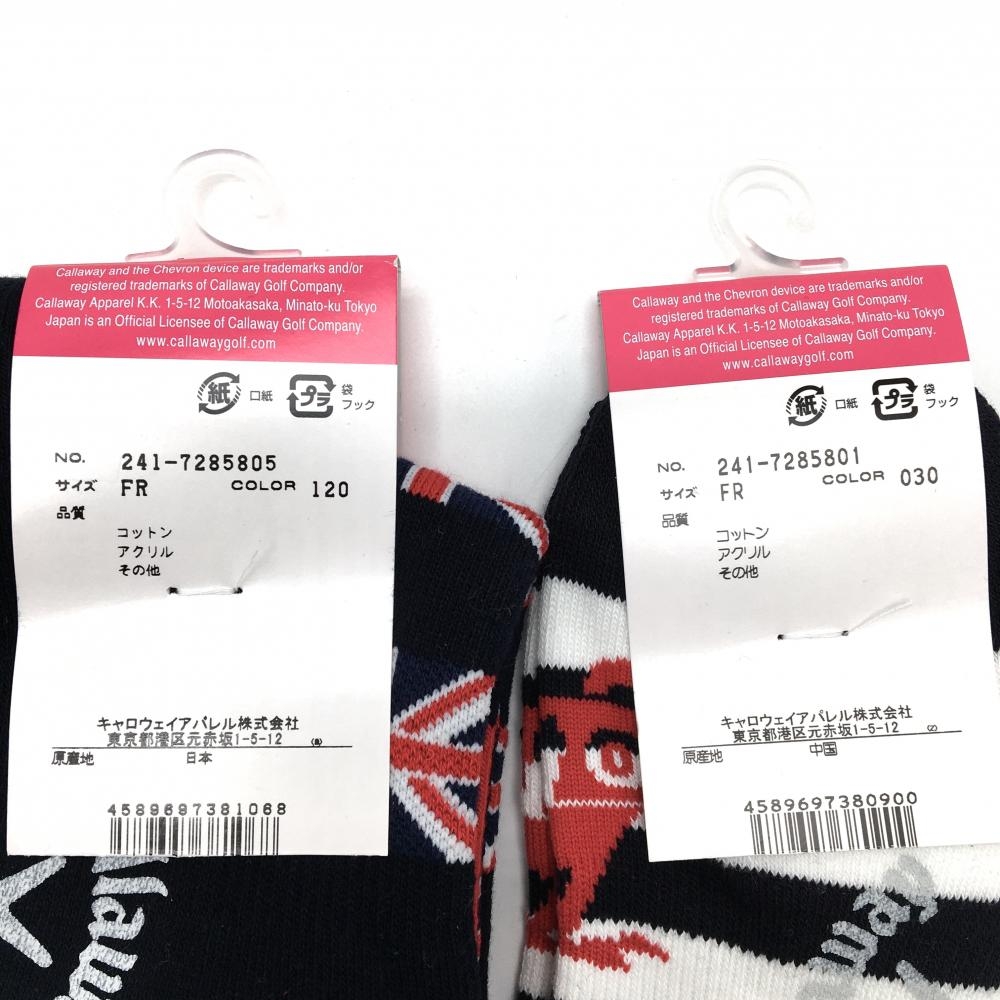 Callaway and the Chevron device are trademarks and/or
registered trademarks of Callaway Golf Company.
Callaway Apparel K.K. 1-5-12 Motoakasaka, Minato-ku Tokyo
Japan is an Official Licensee of Callaway Golf Company.
www.callawaygolf.com
紙 口紙 プラ 袋
フック
NO. 241-7285805
サイズ FR COLOR 120
品質
コットン
アクリル
その他
キャロウェイアパレル株式会社
東京都港区元赤坂1-5-12
原産地 日本
4589697381068
Callaway and the Chevron device are trademarks and/or
registered trademarks of Callaway Golf Company.
Callaway Apparel K.K. 1-5-12 Motoakasaka, Minato-ku Tokyo
Japan is an Official Licensee of Callaway Golf Company.
www.callawaygolf.com
紙 口紙 プラ 袋
フック
NO. 241-7285801
サイズ FR COLOR 030
品質
コットン
アクリル
その他
キャロウェイアパレル株式会社
東京都港区元赤坂1-5-12
原産地 中国
4589697380900